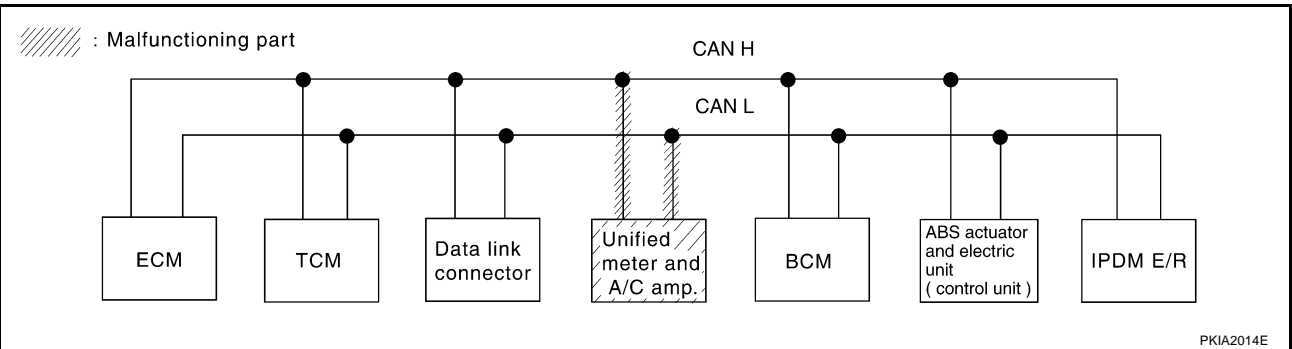 : Malfunctioning part
CAN H
CAN L
ECM
TCM
Data link
connector
Unified
meter and
A/C amp.
BCM
ABS actuator
and electric
unit
( control unit )
IPDM E/R
PKIA2014E